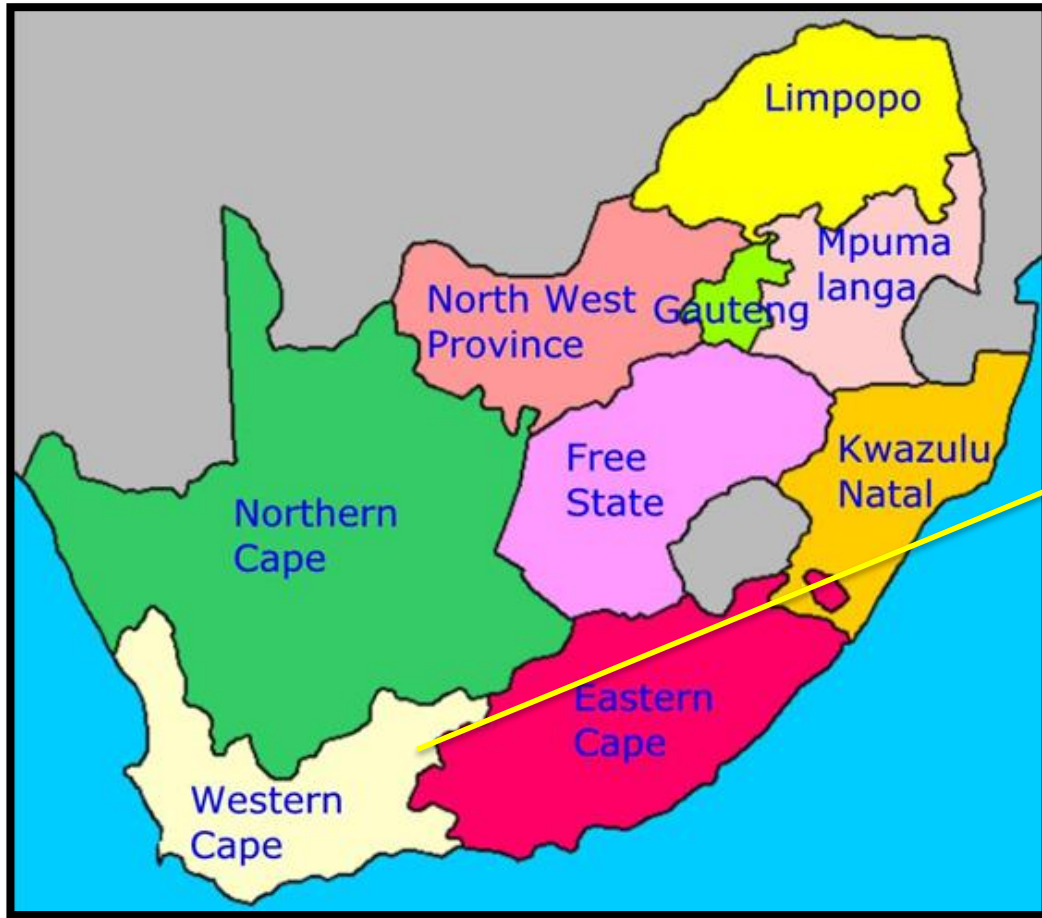 Limpopo
Mpuma
langa
North West
Province
Gauteng
Free
State
Kwazulu
Natal
Northern
Cape
Eastern
Cape
Western
Cape